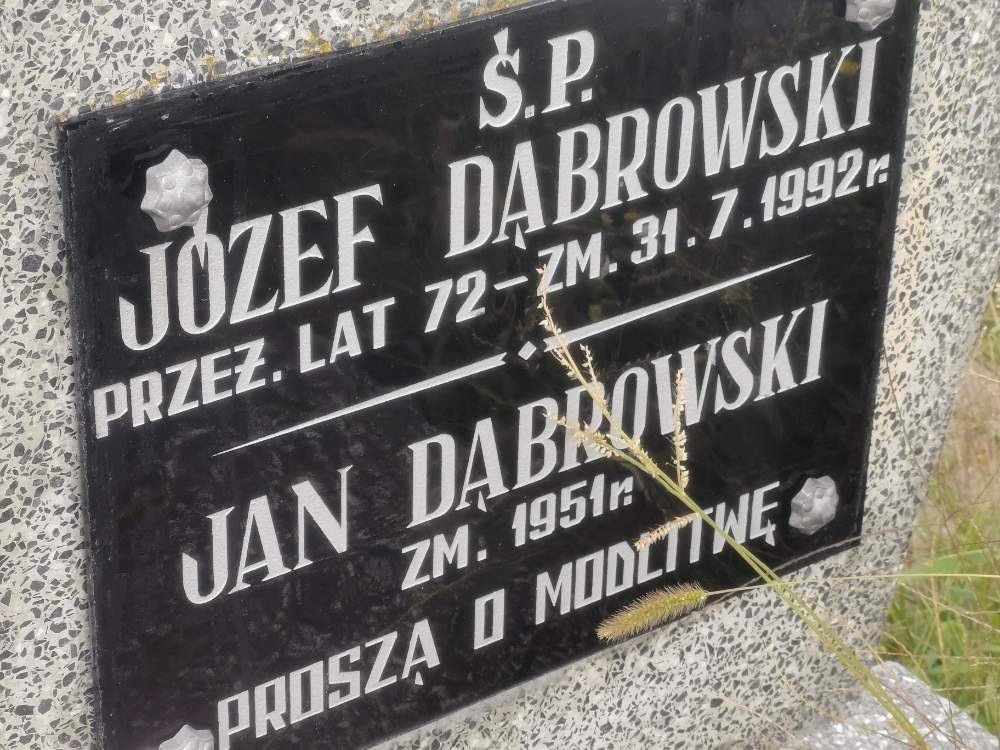 Ś.P.
JÓZEF DĄBROWSKI
PRZEŻ. LAT 72 - ZM. 31.7.1992r.
JAN DĄBROWSKI
ZM. 1951r.
PROSZĄ O MODLITWĘ